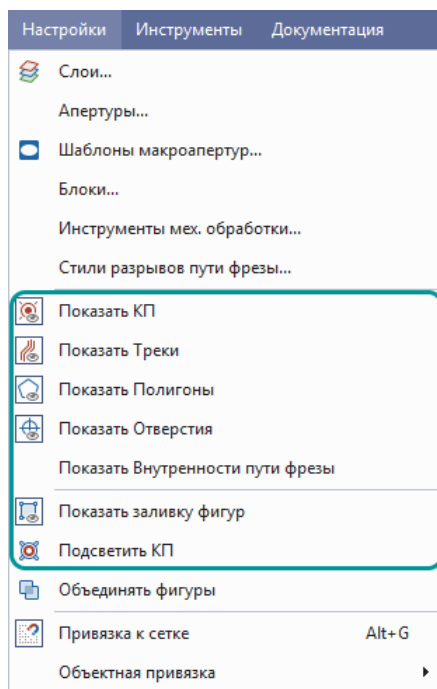 Настройки Инструменты Документация
Слои...
Апертуры...
Шаблоны макроапертур...
Блоки...
Инструменты мех. обработки...
Стили разрывов пути фрезы...
Показать КП
Показать Треки
Показать Полигоны
Показать Отверстия
Показать Внутренности пути фрезы
Показать заливку фигур
Подсветить КП
Объединять фигуры
Привязка к сетке Alt+G
Объектная привязка